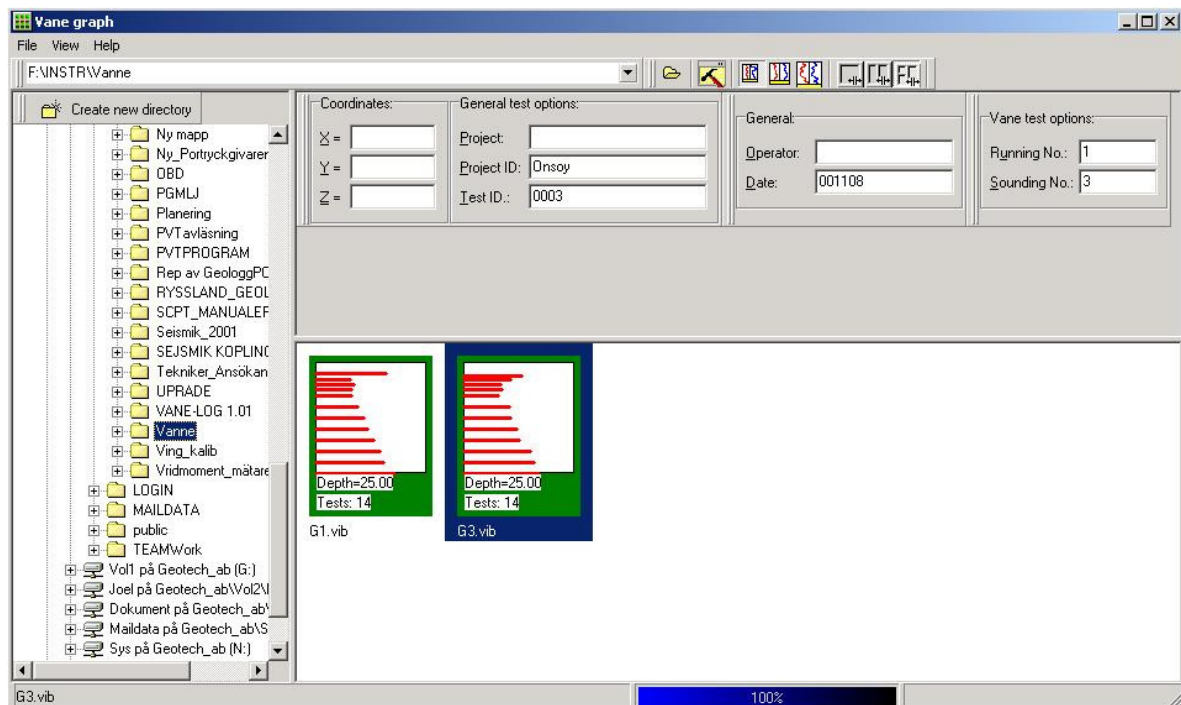 Vane graph
File View Help
F:\INSTR\Vanne
Create new directory
Ny mapp
Ny_Portryckgivarer
OBD
PGMLJ
Planering
PVTavläsning
PVTPROGRAM
Rep av GeologgPC
RYSSLAND_GEOL
SCPT_MANUALER
Seismik_2001
SEJSMIK KOPLING
Tekniker_Ansökan
UPRADE
VANE-LOG 1.01
Vanne
Ving_kalib
Vridmoment_mätare
LOGIN
MAILDATA
public
TEAMWork
Vol1 på Geotech_ab (G:)
Joel på Geotech_ab\Vol2\
Dokument på Geotech_ab\
Maildata på Geotech_ab\S
Sys på Geotech_ab (N:)
Coordinates:
X =
Y =
Z =
General test options:
Project:
Project ID: Onsoy
Test ID.: 0003
General:
Operator:
Date: 001108
Vane test options:
Running No.: 1
Sounding No.: 3
Depth=25.00
Tests: 14
G1.vib
Depth=25.00
Tests: 14
G3.vib
G3.vib
100%